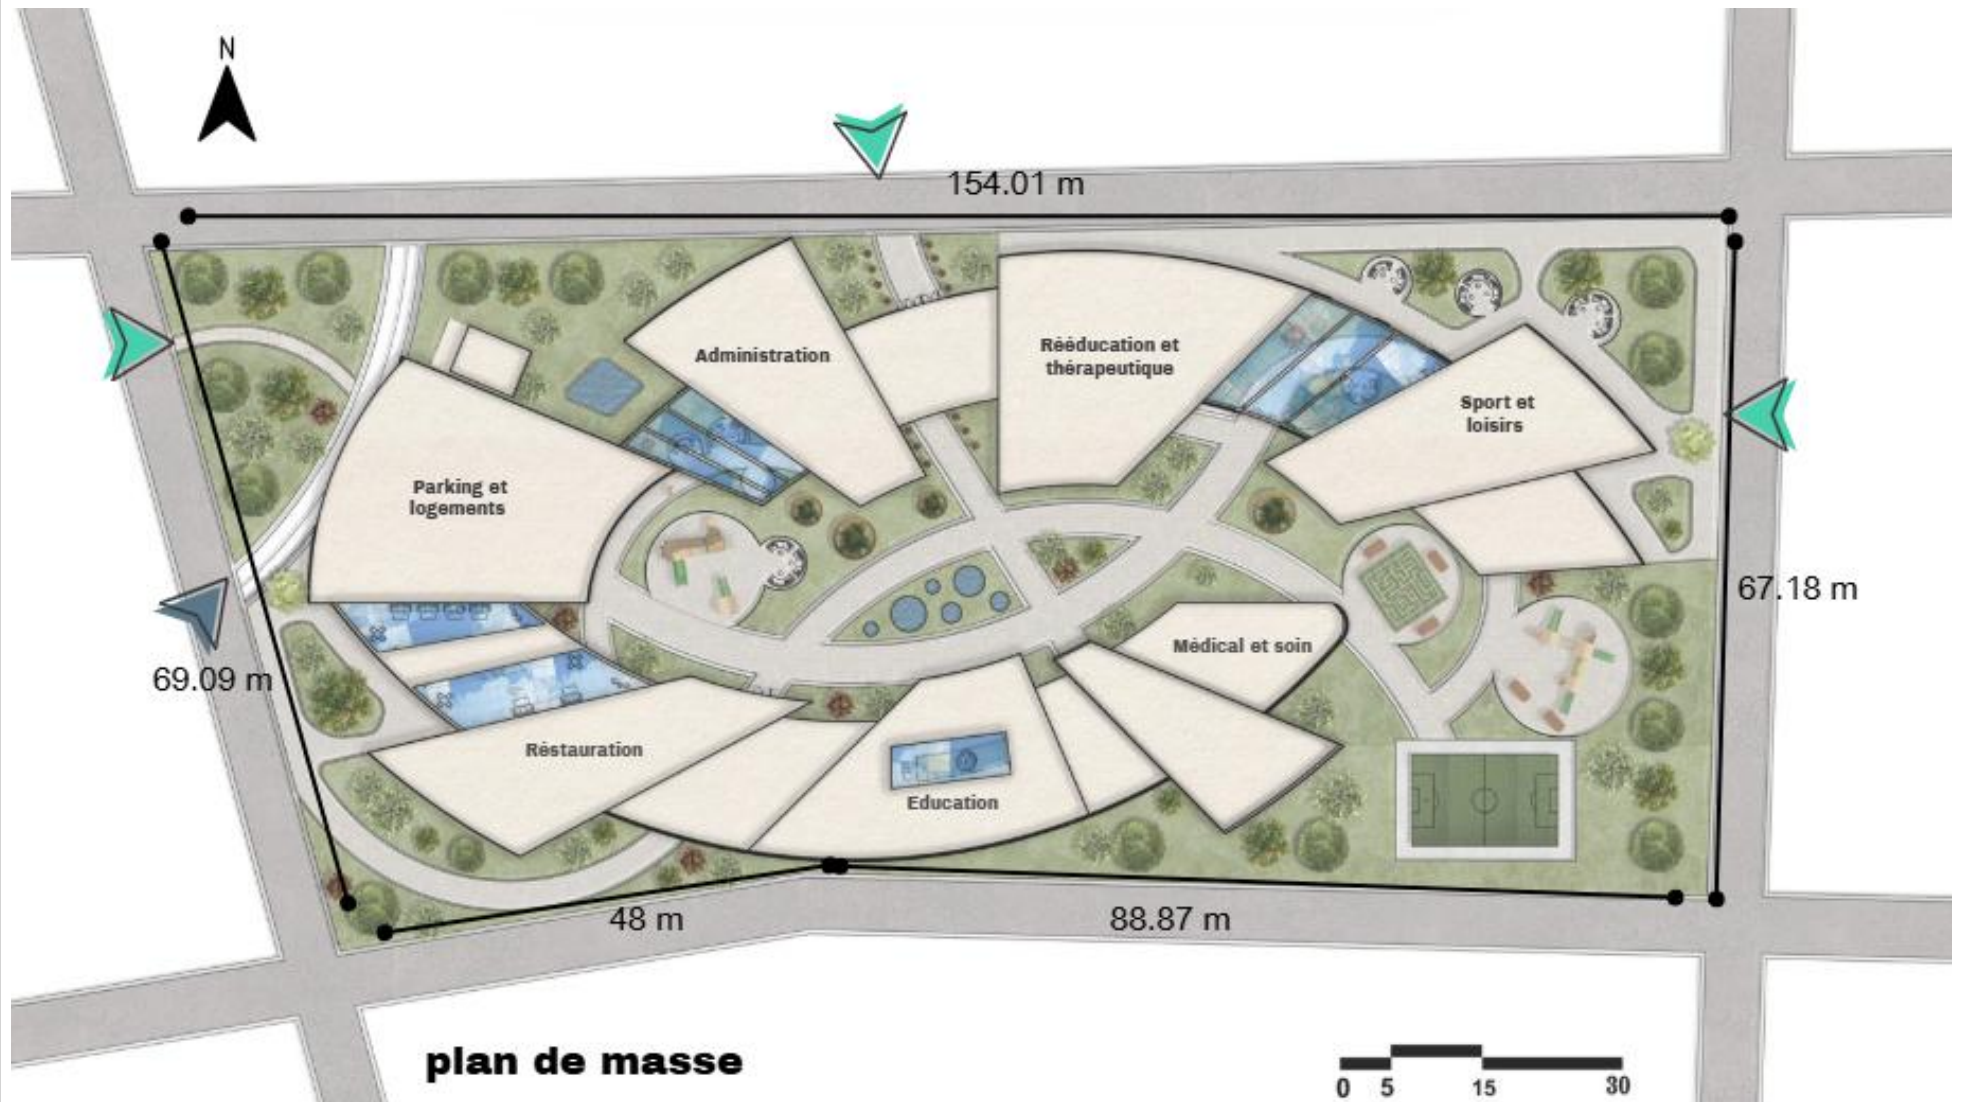 N
154.01 m
Administration
Rééducation et
thérapeutique
Sport et
loisirs
Parking et
logements
67.18 m
Médical et soin
69.09 m
Réstauration
Education
48 m
88.87 m
plan de masse
0 5 15 30